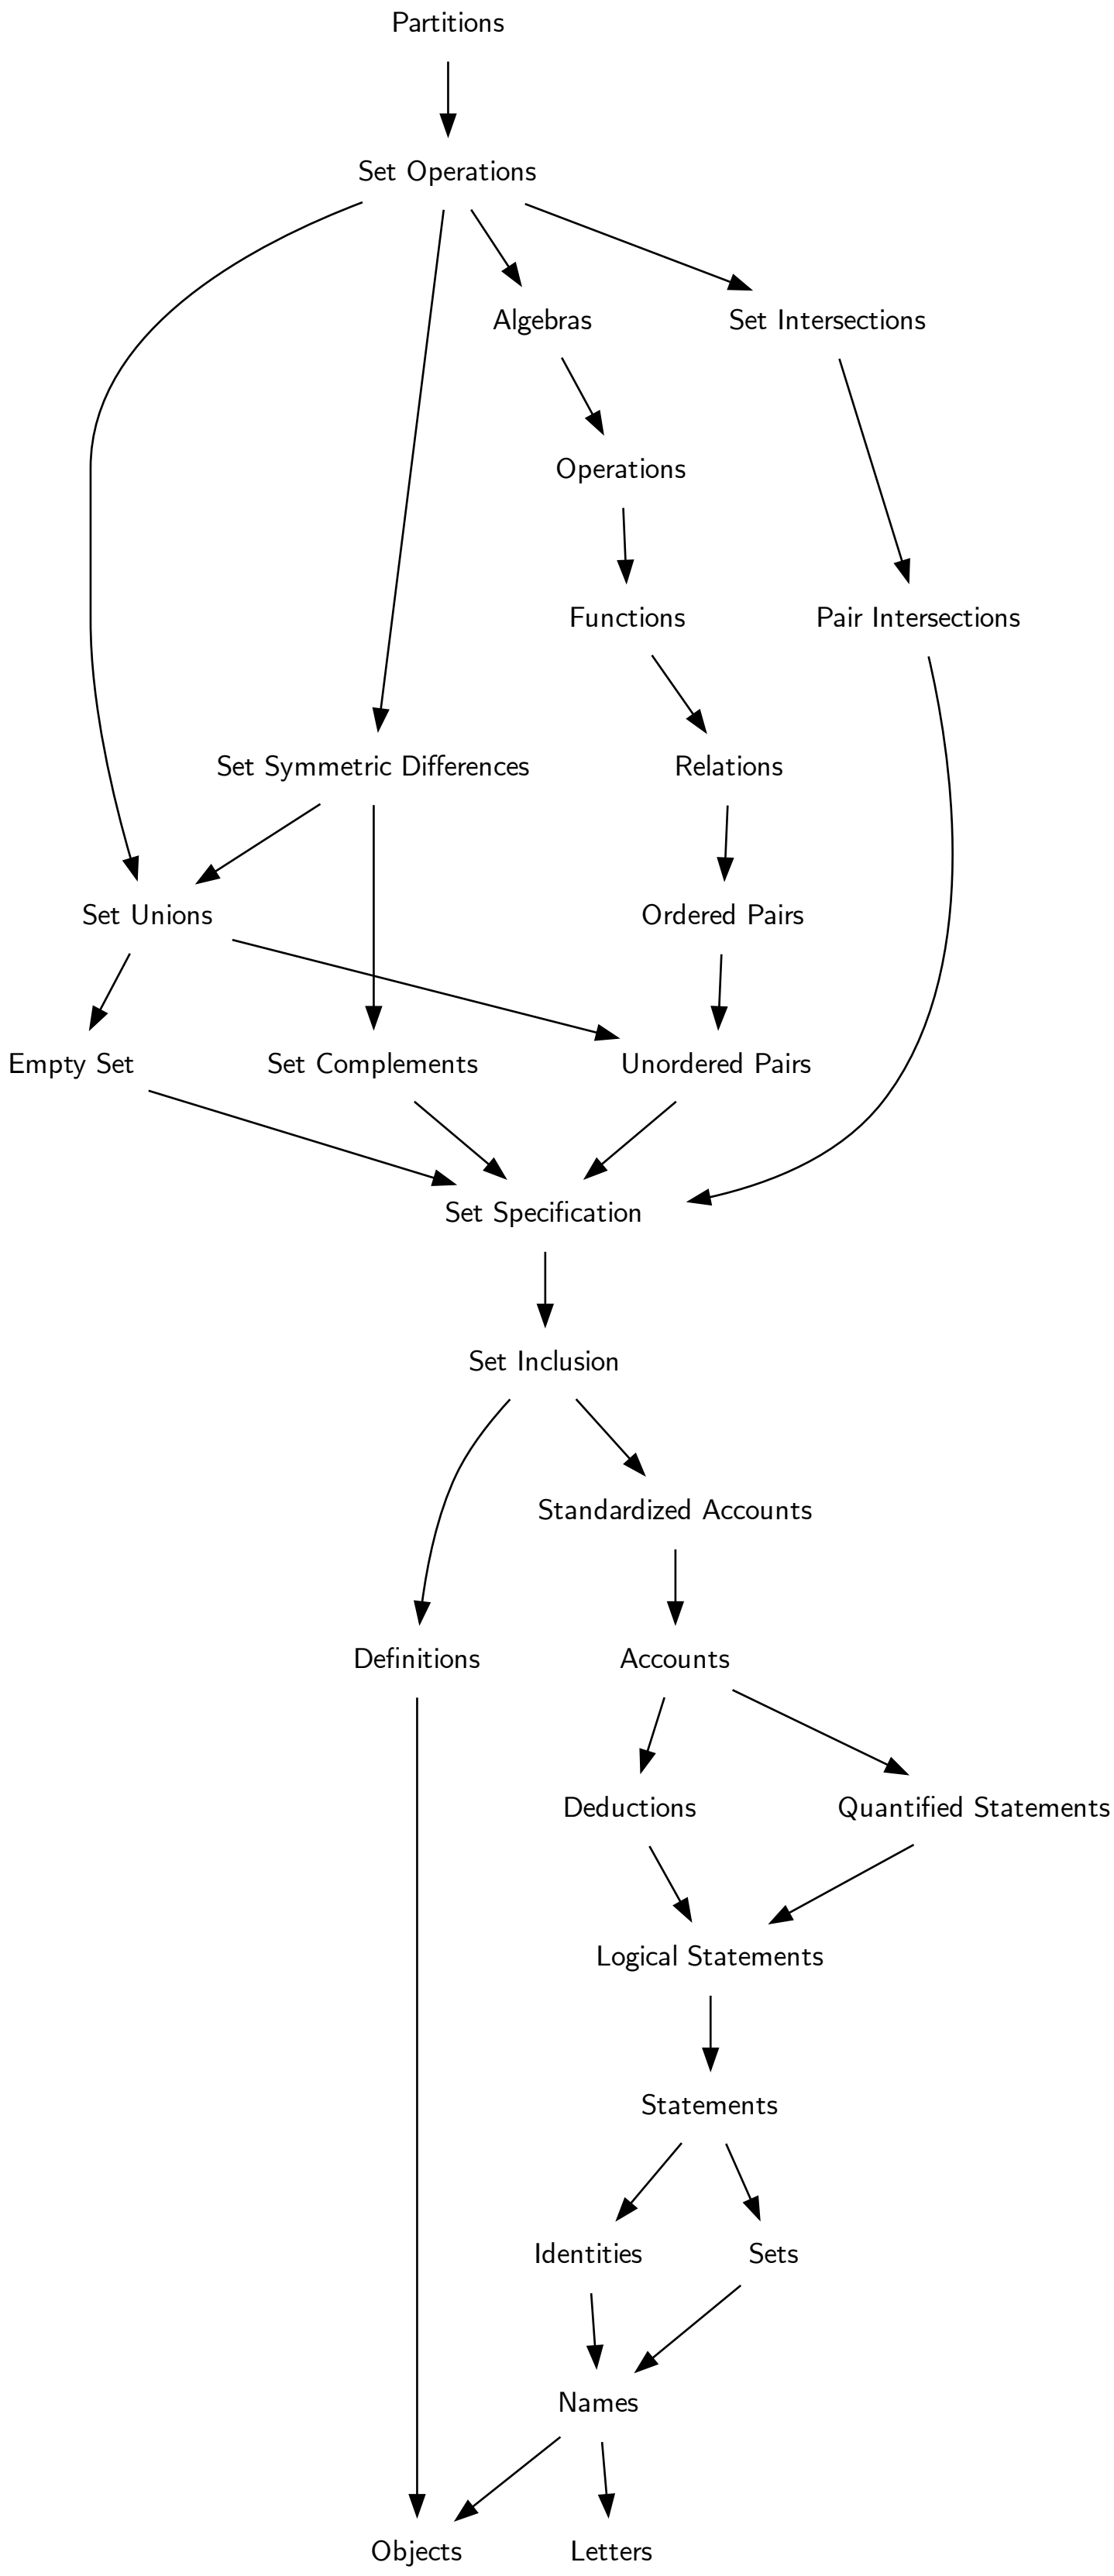 Partitions
Set Operations
Algebras
Set Intersections
Operations
Functions
Pair Intersections
Set Symmetric Differences
Relations
Set Unions
Ordered Pairs
Empty Set
Set Complements
Unordered Pairs
Set Specification
Set Inclusion
Standardized Accounts
Definitions
Accounts
Deductions
Quantified Statements
Logical Statements
Statements
Identities
Sets
Names
Objects
Letters